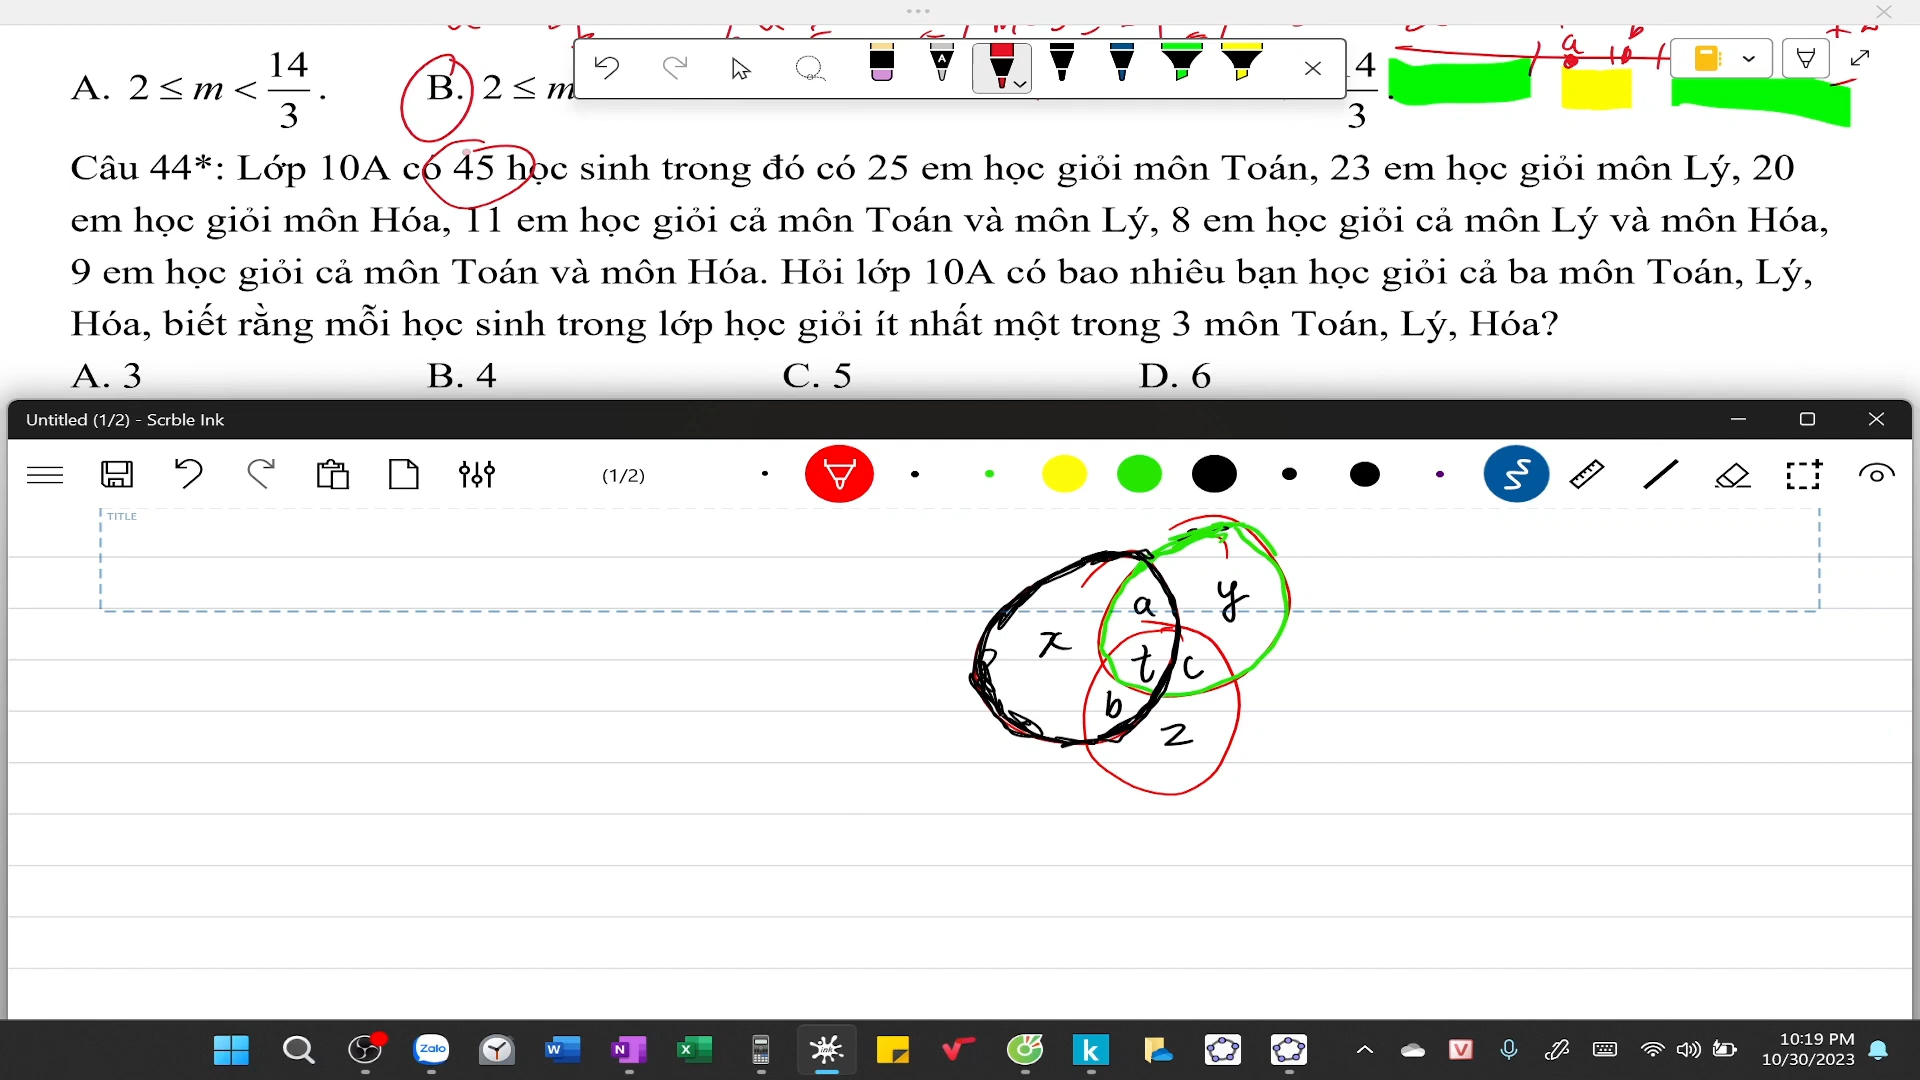 A. 2 ≤ m < 14/3 . B. 2 ≤ m 4/3 . a b
Câu 44*: Lớp 10A có 45 học sinh trong đó có 25 em học giỏi môn Toán, 23 em học giỏi môn Lý, 20
em học giỏi môn Hóa, 11 em học giỏi cả môn Toán và môn Lý, 8 em học giỏi cả môn Lý và môn Hóa,
9 em học giỏi cả môn Toán và môn Hóa. Hỏi lớp 10A có bao nhiêu bạn học giỏi cả ba môn Toán, Lý,
Hóa, biết rằng mỗi học sinh trong lớp học giỏi ít nhất một trong 3 môn Toán, Lý, Hóa?
A. 3 B. 4 C. 5 D. 6
Untitled (1/2) - Scrble Ink
(1/2)
TITLE
a y
x t c
b z
Zalo
10:19 PM
10/30/2023